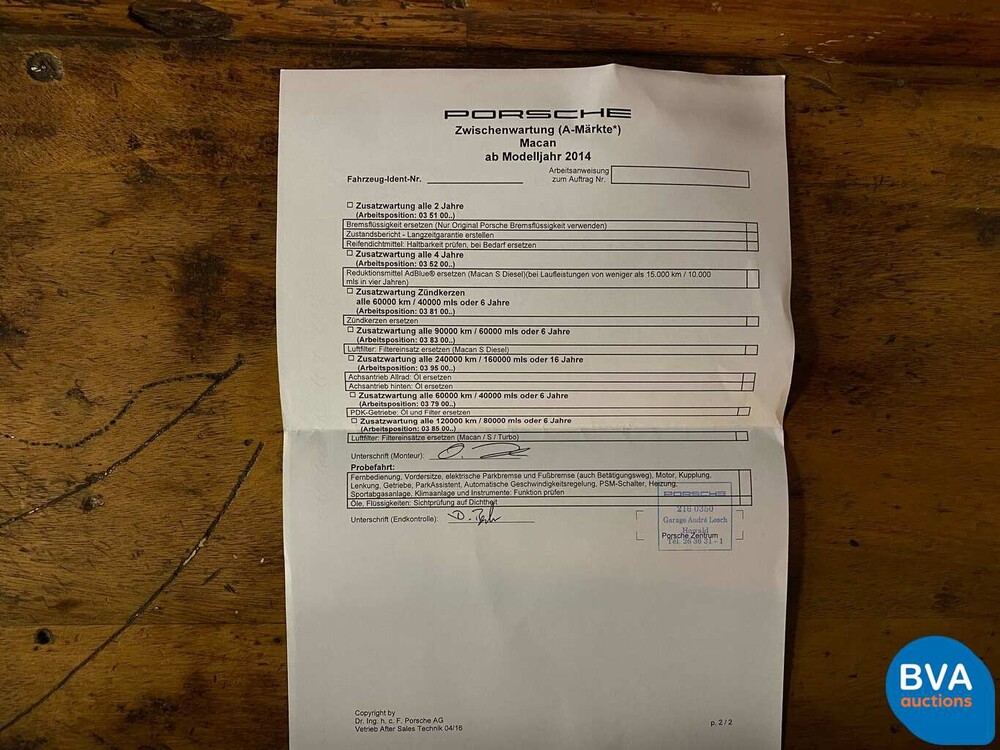 PORSCHE
Zwischenwartung (A-Märkte*)
Macan
ab Modelljahr 2014
Fahrzeug-Ident-Nr.
Arbeitsanweisung
zum Auftrag Nr.
Zusatzwartung alle 2 Jahre
(Arbeitsposition: 03 51 00..)
Bremsflüssigkeit ersetzen (Nur Original Porsche Bremsflüssigkeit verwenden)
Zustandsbericht - Langzeitgarantie erstellen
Reifendichtmittel: Haltbarkeit prüfen, bei Bedarf ersetzen
Zusatzwartung alle 4 Jahre
(Arbeitsposition: 03 52 00..)
Reduktionsmittel AdBlue® ersetzen (Macan S Diesel)(bei Laufleistungen von weniger als 15.000 km / 10.000
mls in vier Jahren)
Zusatzwartung Zündkerzen
alle 60000 km / 40000 mls oder 6 Jahre
(Arbeitsposition: 03 81 00..)
Zündkerzen ersetzen
Zusatzwartung alle 90000 km / 60000 mls oder 6 Jahre
(Arbeitsposition: 03 83 00..)
Luftfilter: Filtereinsatz ersetzen (Macan S Diesel)
Zusatzwartung alle 240000 km / 160000 mls oder 16 Jahre
(Arbeitsposition: 03 95 00..)
Achsantrieb Allrad: Öl ersetzen
Achsantrieb hinten: Öl ersetzen
Zusatzwartung alle 60000 km / 40000 mls oder 6 Jahre
(Arbeitsposition: 03 79 00..)
PDK-Getriebe: Öl und Filter ersetzen
Zusatzwartung alle 120000 km / 80000 mls oder 6 Jahre
(Arbeitsposition: 03 85 00..)
Luftfilter: Filtereinsätze ersetzen (Macan / S / Turbo)
Unterschrift (Monteur):
Probefahrt:
Fernbedienung, Vordersitze, elektrische Parkbremse und Fußbremse (auch Betätigungsweg), Motor, Kupplung,
Lenkung, Getriebe, ParkAssistent, Automatische Geschwindigkeitsregelung, PSM-Schalter, Heizung,
Sportabgasanlage, Klimaanlage und Instrumente: Funktion prüfen
Öle, Flüssigkeiten: Sichtprüfung auf Dichtheit
Unterschrift (Endkontrolle):
PORSCHE
216 0350
Garage André Losch
Howald
Porsche Zentrum
Tél. 26 36 31 - 1
Copyright by
Dr. Ing. h. c. F. Porsche AG
Vetrieb After Sales Technik 04/16
p. 2 / 2
BVA
auctions